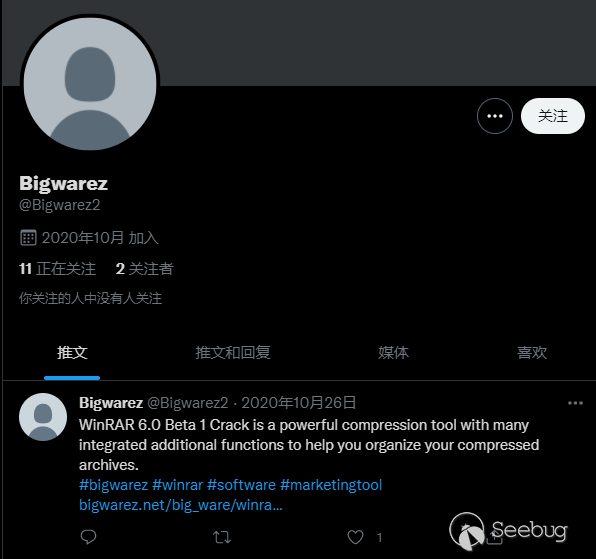 关注
Bigwarez
@Bigwarez2
2020年10月 加入
11 正在关注 2 关注者
你关注的人中没有人关注
推文 推文和回复 媒体 喜欢
Bigwarez @Bigwarez2 · 2020年10月26日
WinRAR 6.0 Beta 1 Crack is a powerful compression tool with many
integrated additional functions to help you organize your compressed
archives.
#bigwarez #winrar #software #marketingtool
bigwarez.net/big_ware/winra...
1
Seebug